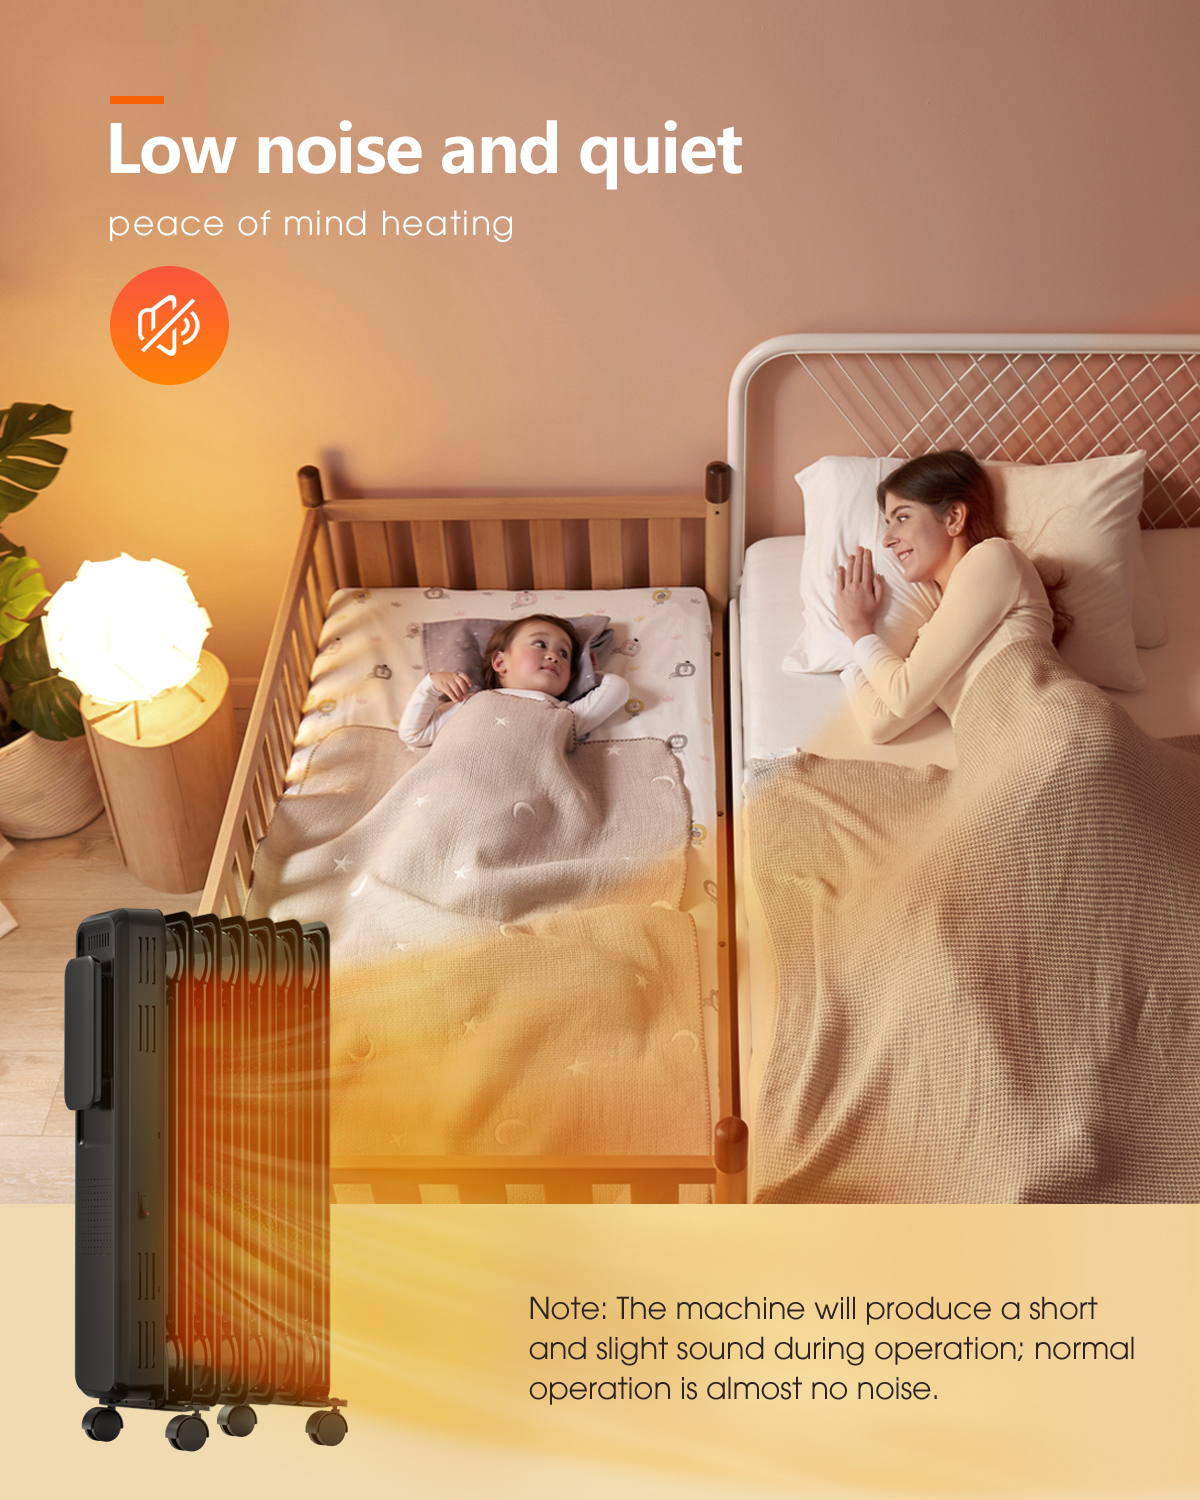 Low noise and quiet
peace of mind heating
Note: The machine will produce a short
and slight sound during operation; normal
operation is almost no noise.